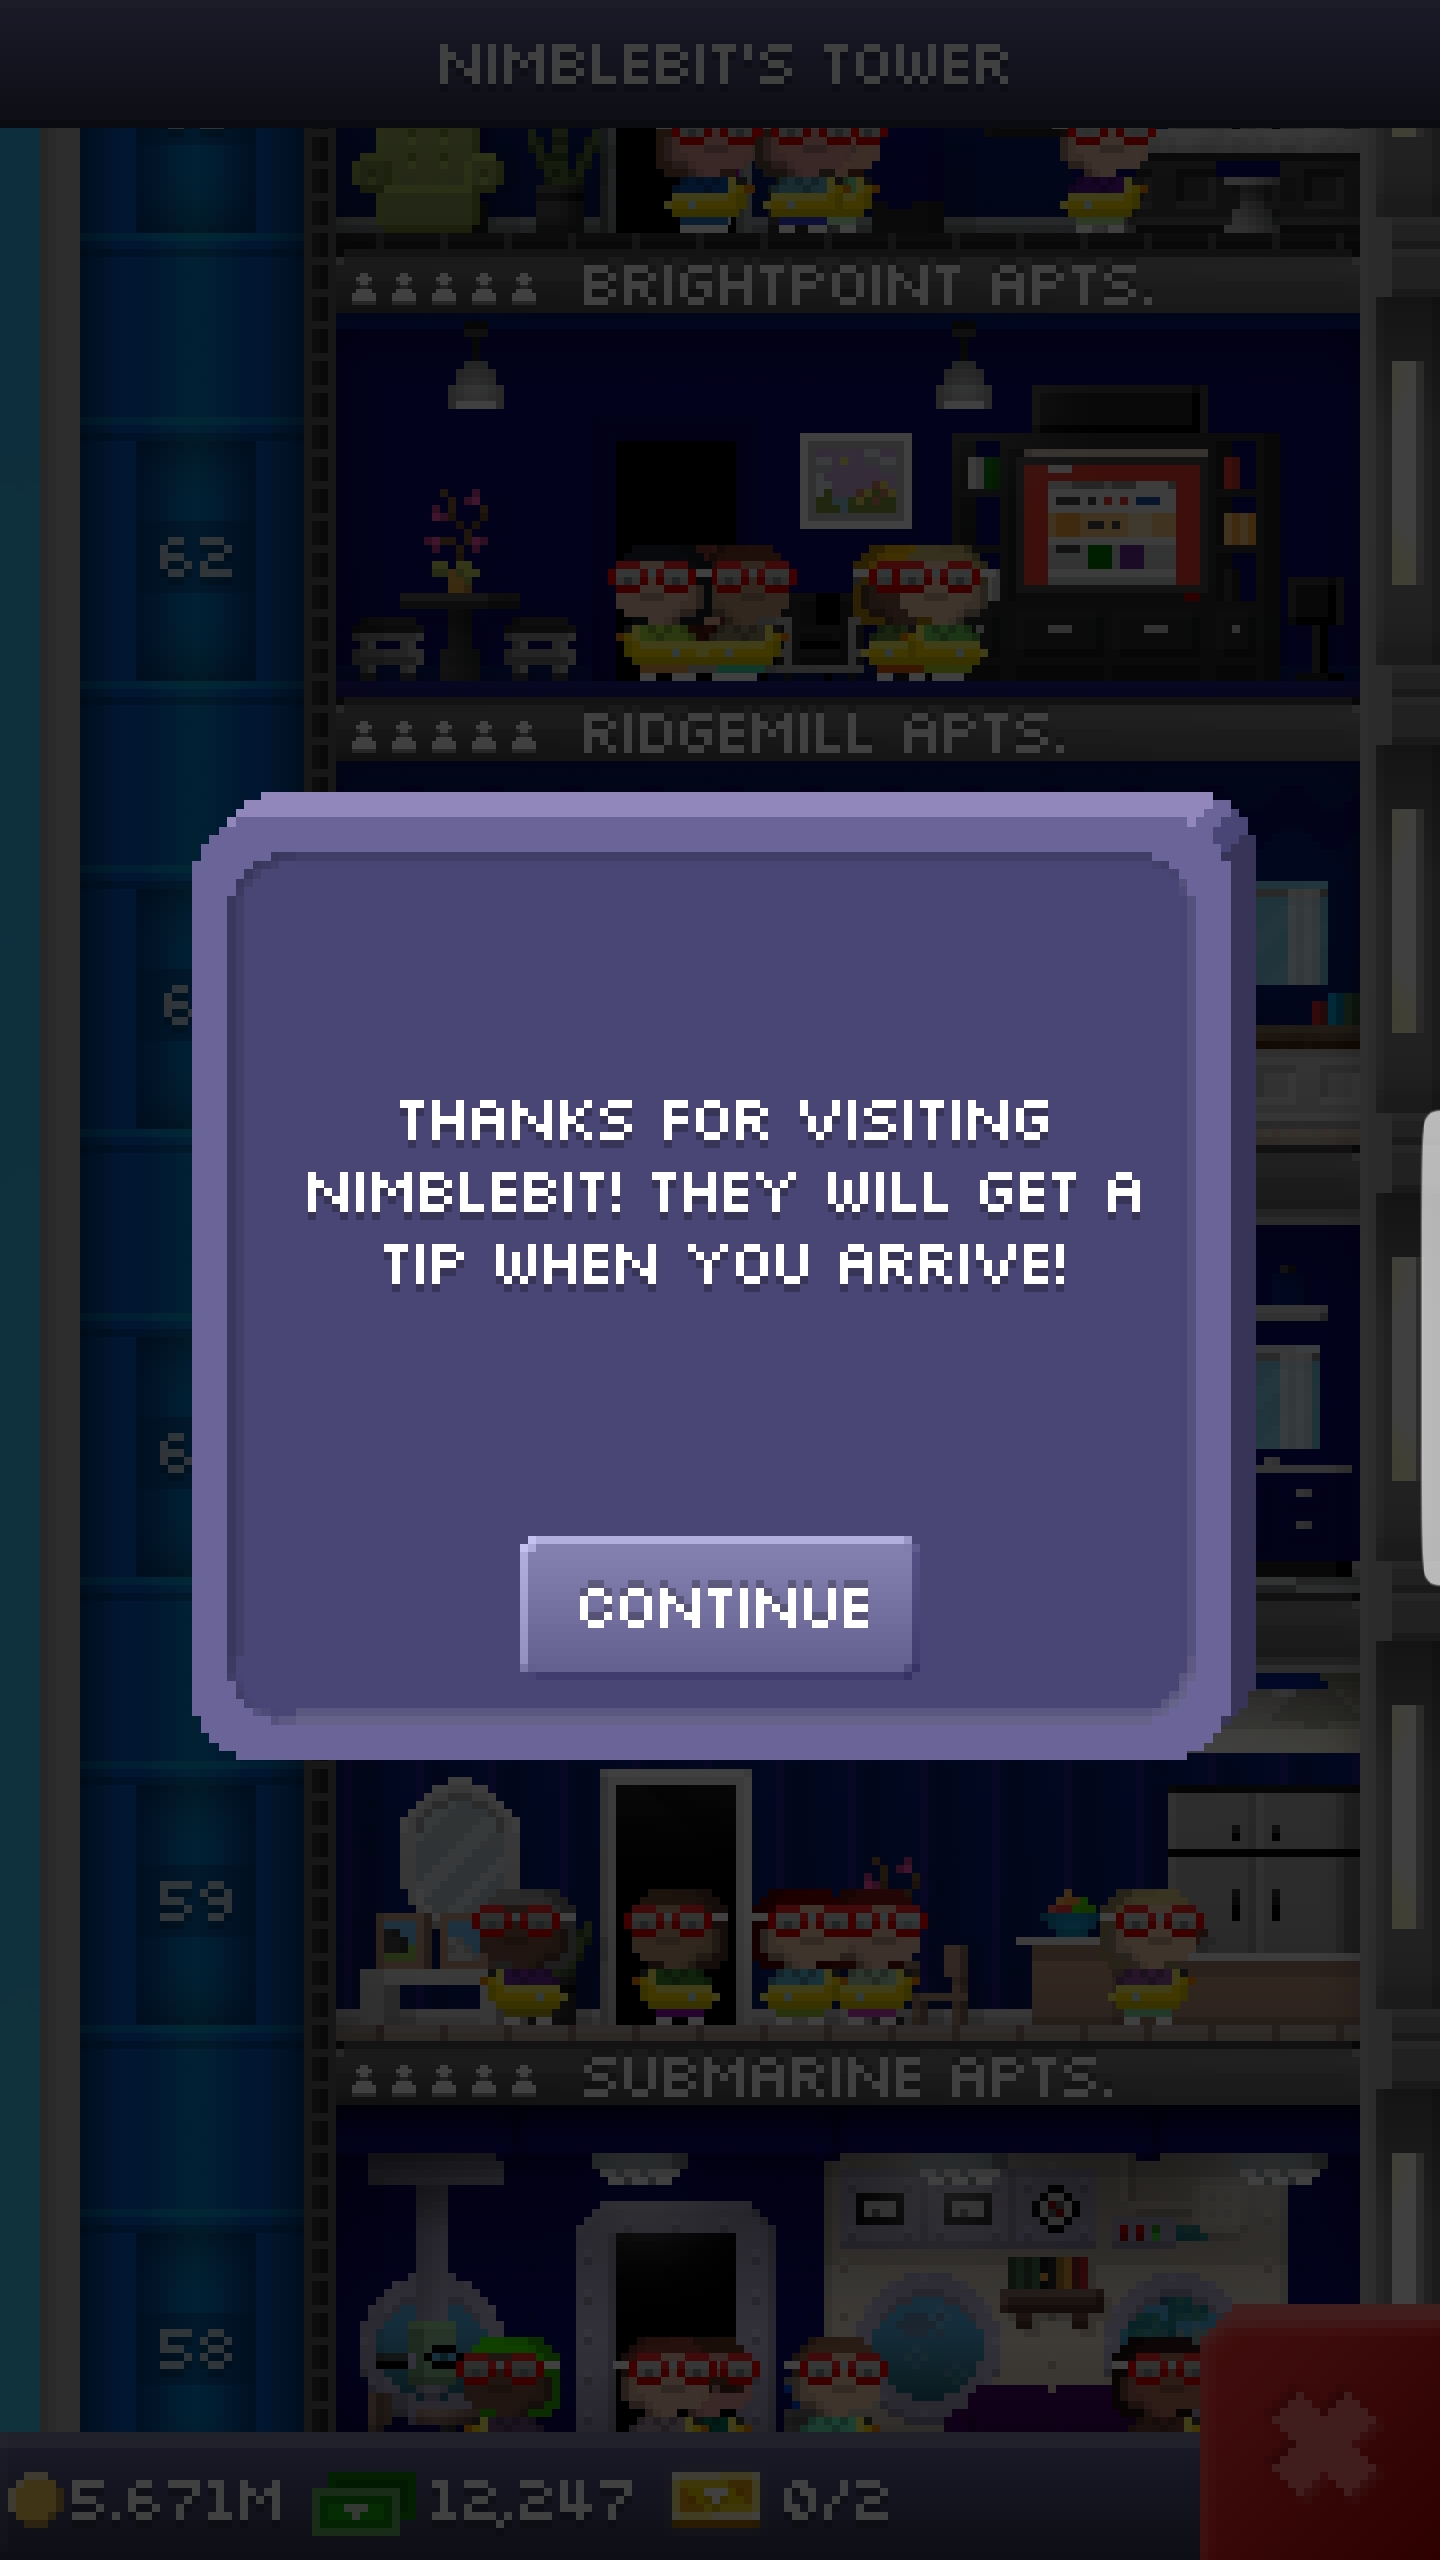 NIMBLEBIT'S TOWER
BRIGHTPOINT APTS.
62
RIDGEMILL APTS.
THANKS FOR VISITING
NIMBLEBIT! THEY WILL GET A
TIP WHEN YOU ARRIVE!
CONTINUE
59
SUBMARINE APTS.
58
5.671M 12,247 0/2